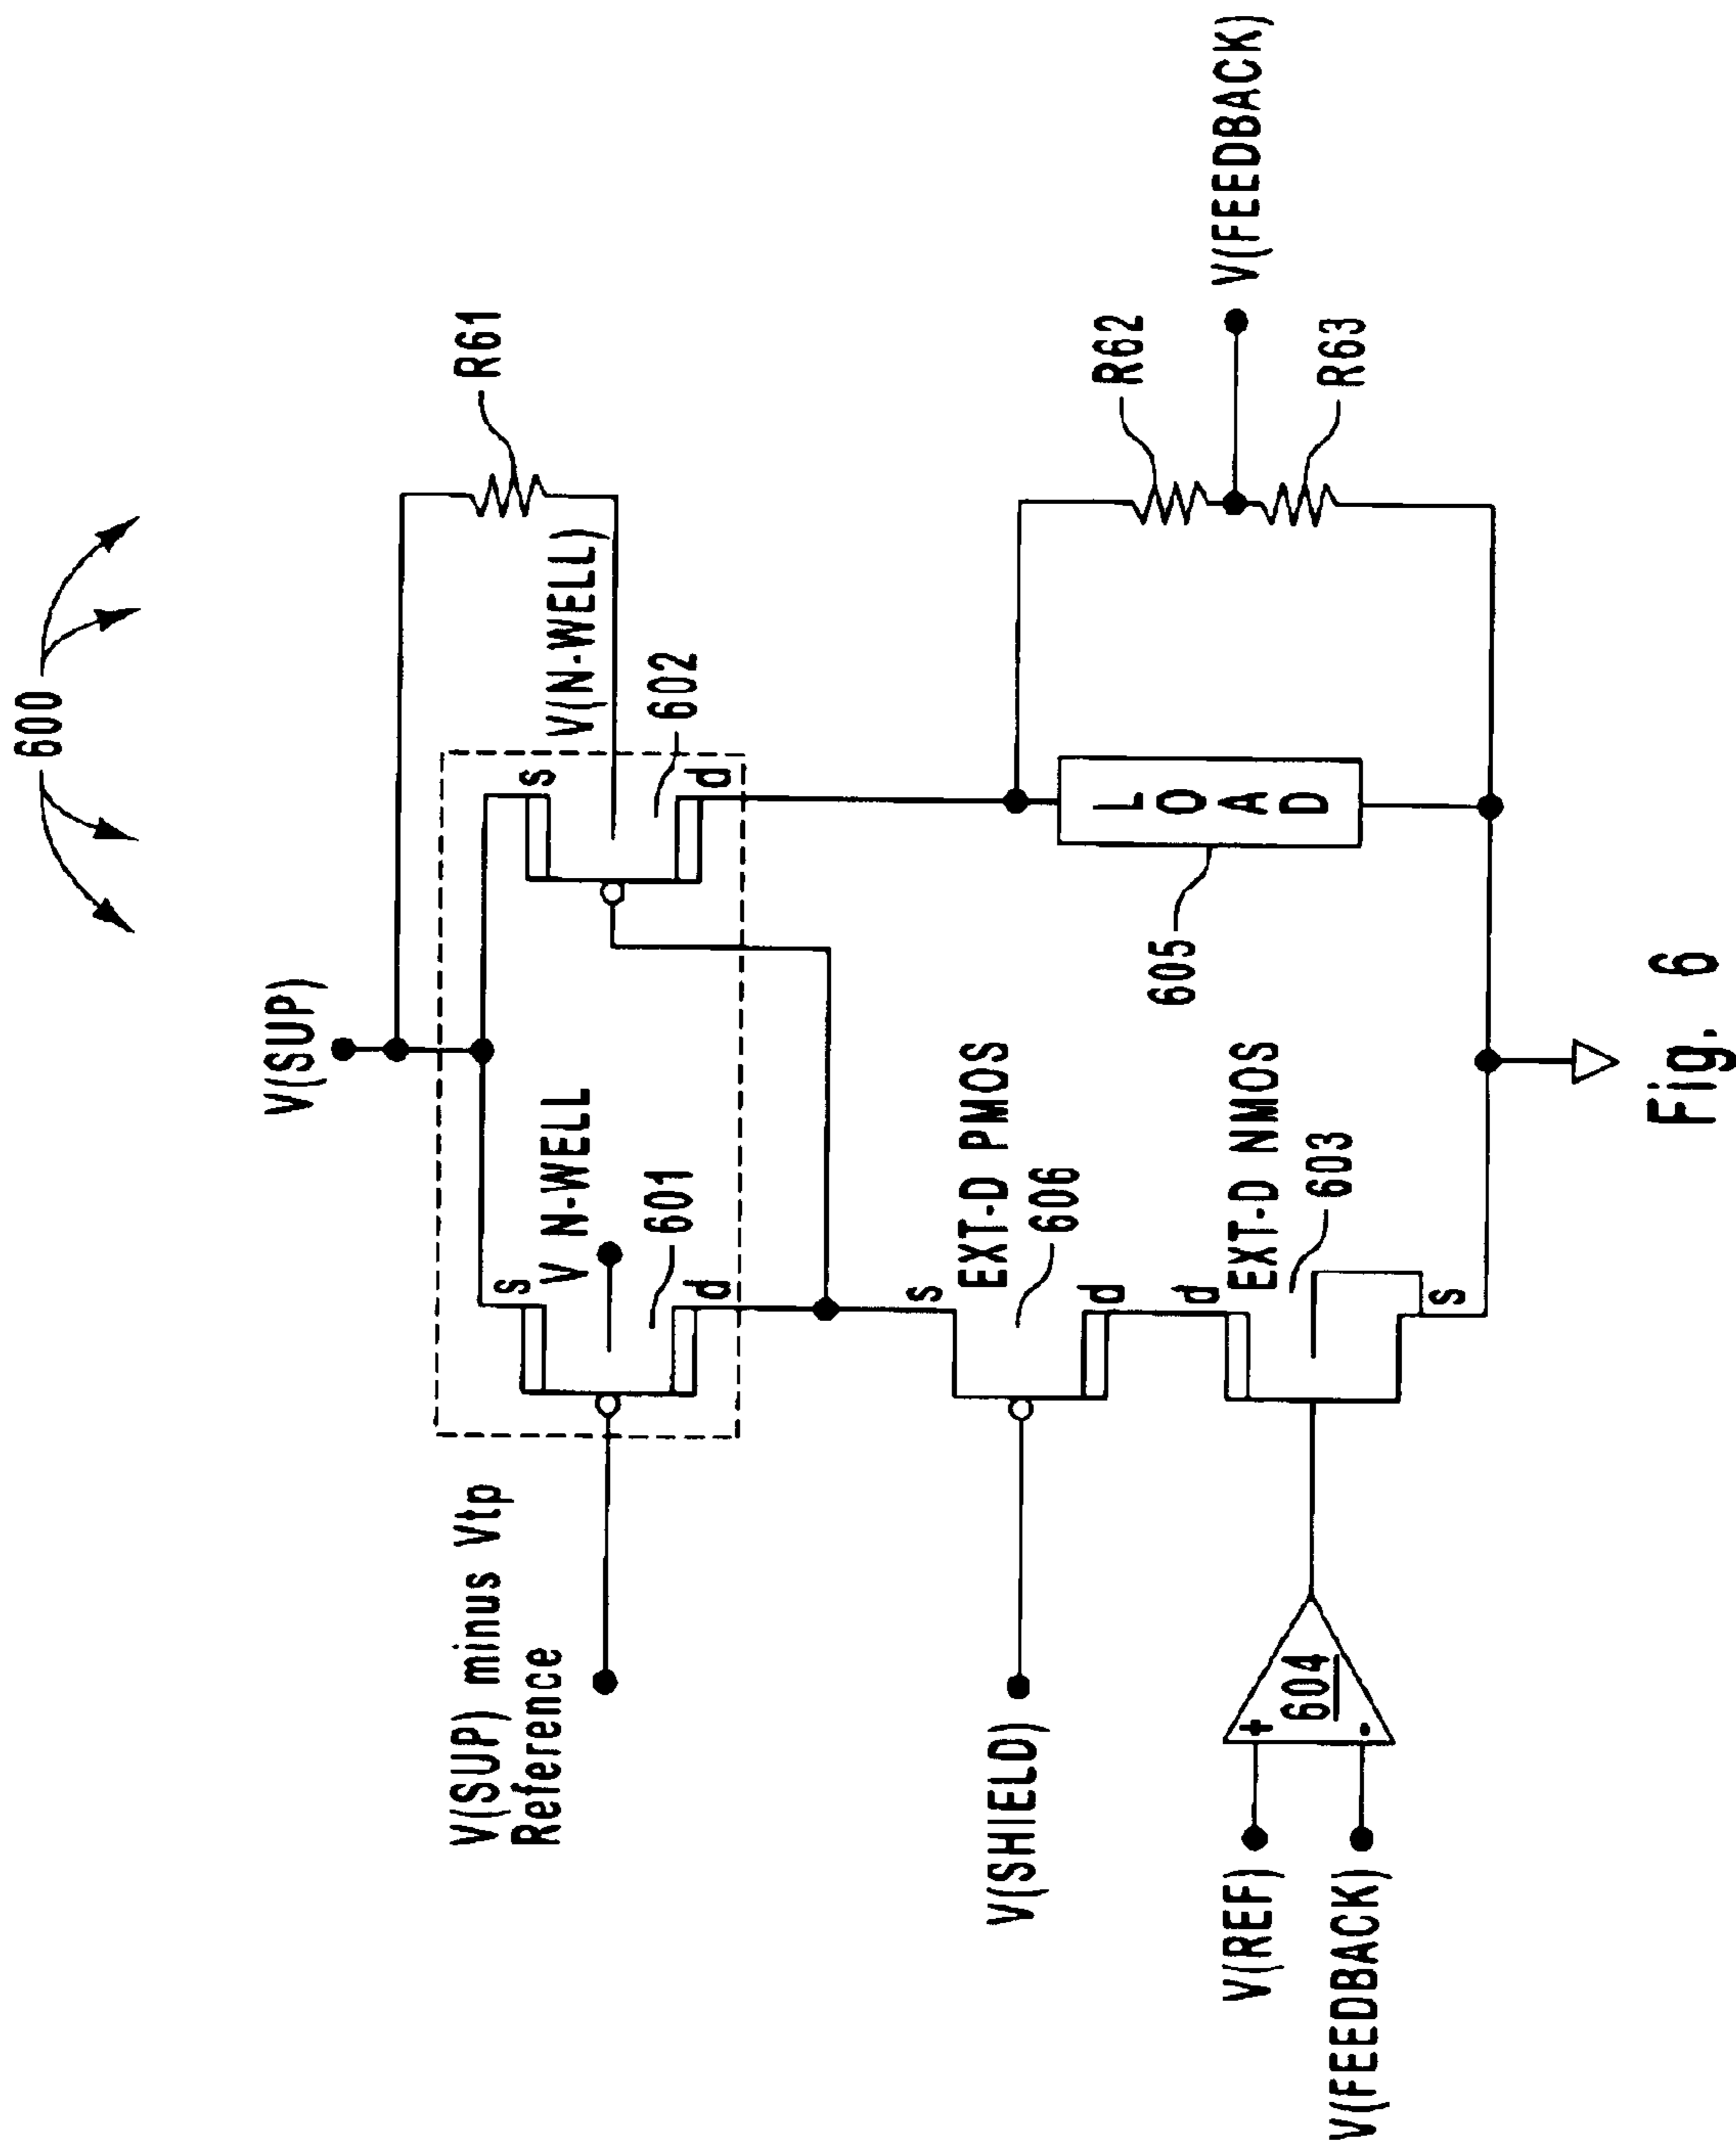 600
V(SUP)
R61
V(SUP) minus Vtp
Reference
s
V N-WELL
601
d
s
V(N-WELL)
602
d
s
EXT-D PMOS
606
d
V(SHIELD)
d
EXT-D NMOS
603
s
V(REF)
V(FEEDBACK)
+
-
604
605
LOAD
R62
R63
V(FEEDBACK)
Fig. 6